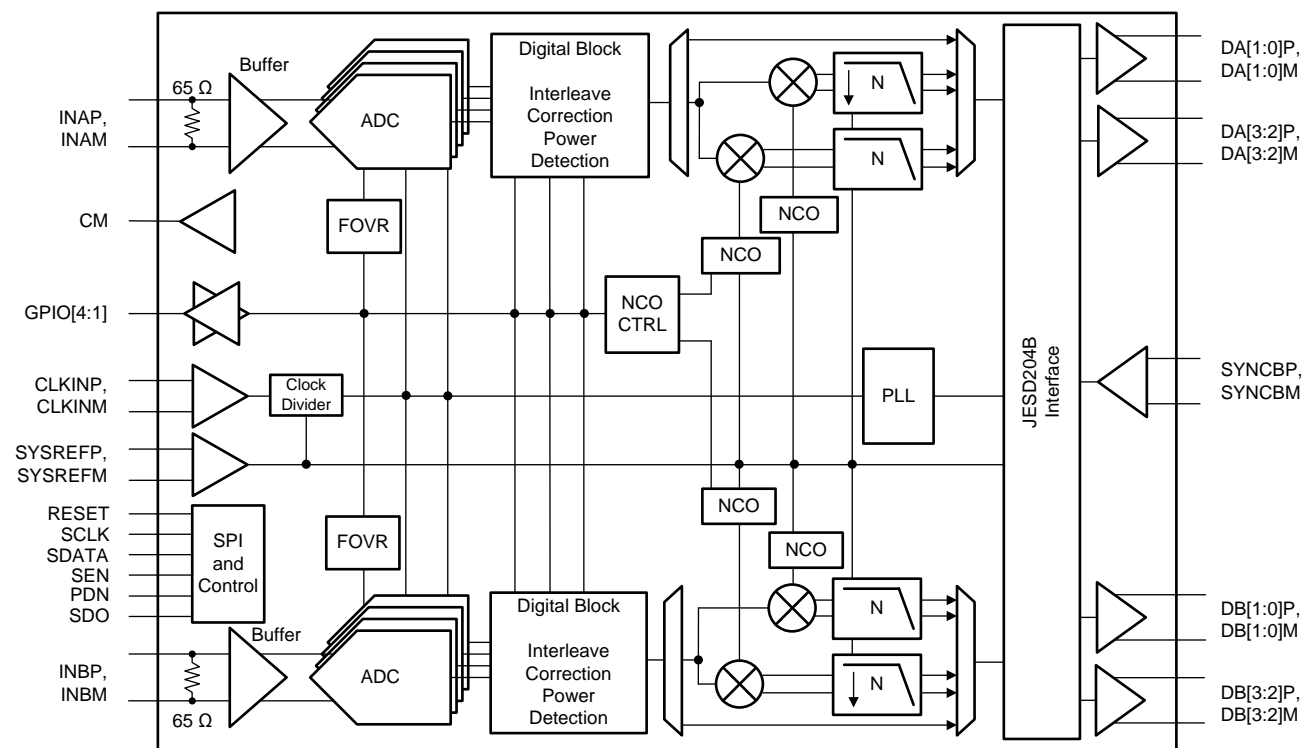 INAP,
INAM
65 Ω
Buffer
ADC
Digital Block
Interleave
Correction
Power
Detection
N
N
DA[1:0]P,
DA[1:0]M
DA[3:2]P,
DA[3:2]M
CM
FOVR
NCO
NCO
GPIO[4:1]
NCO
CTRL
CLKINP,
CLKINM
Clock
Divider
PLL
JESD204B
Interface
SYNCBP,
SYNCBM
SYSREFP,
SYSREFM
RESET
SCLK
SDATA
SEN
PDN
SDO
SPI
and
Control
FOVR
NCO
NCO
INBP,
INBM
65 Ω
Buffer
ADC
Digital Block
Interleave
Correction
Power
Detection
N
N
DB[1:0]P,
DB[1:0]M
DB[3:2]P,
DB[3:2]M